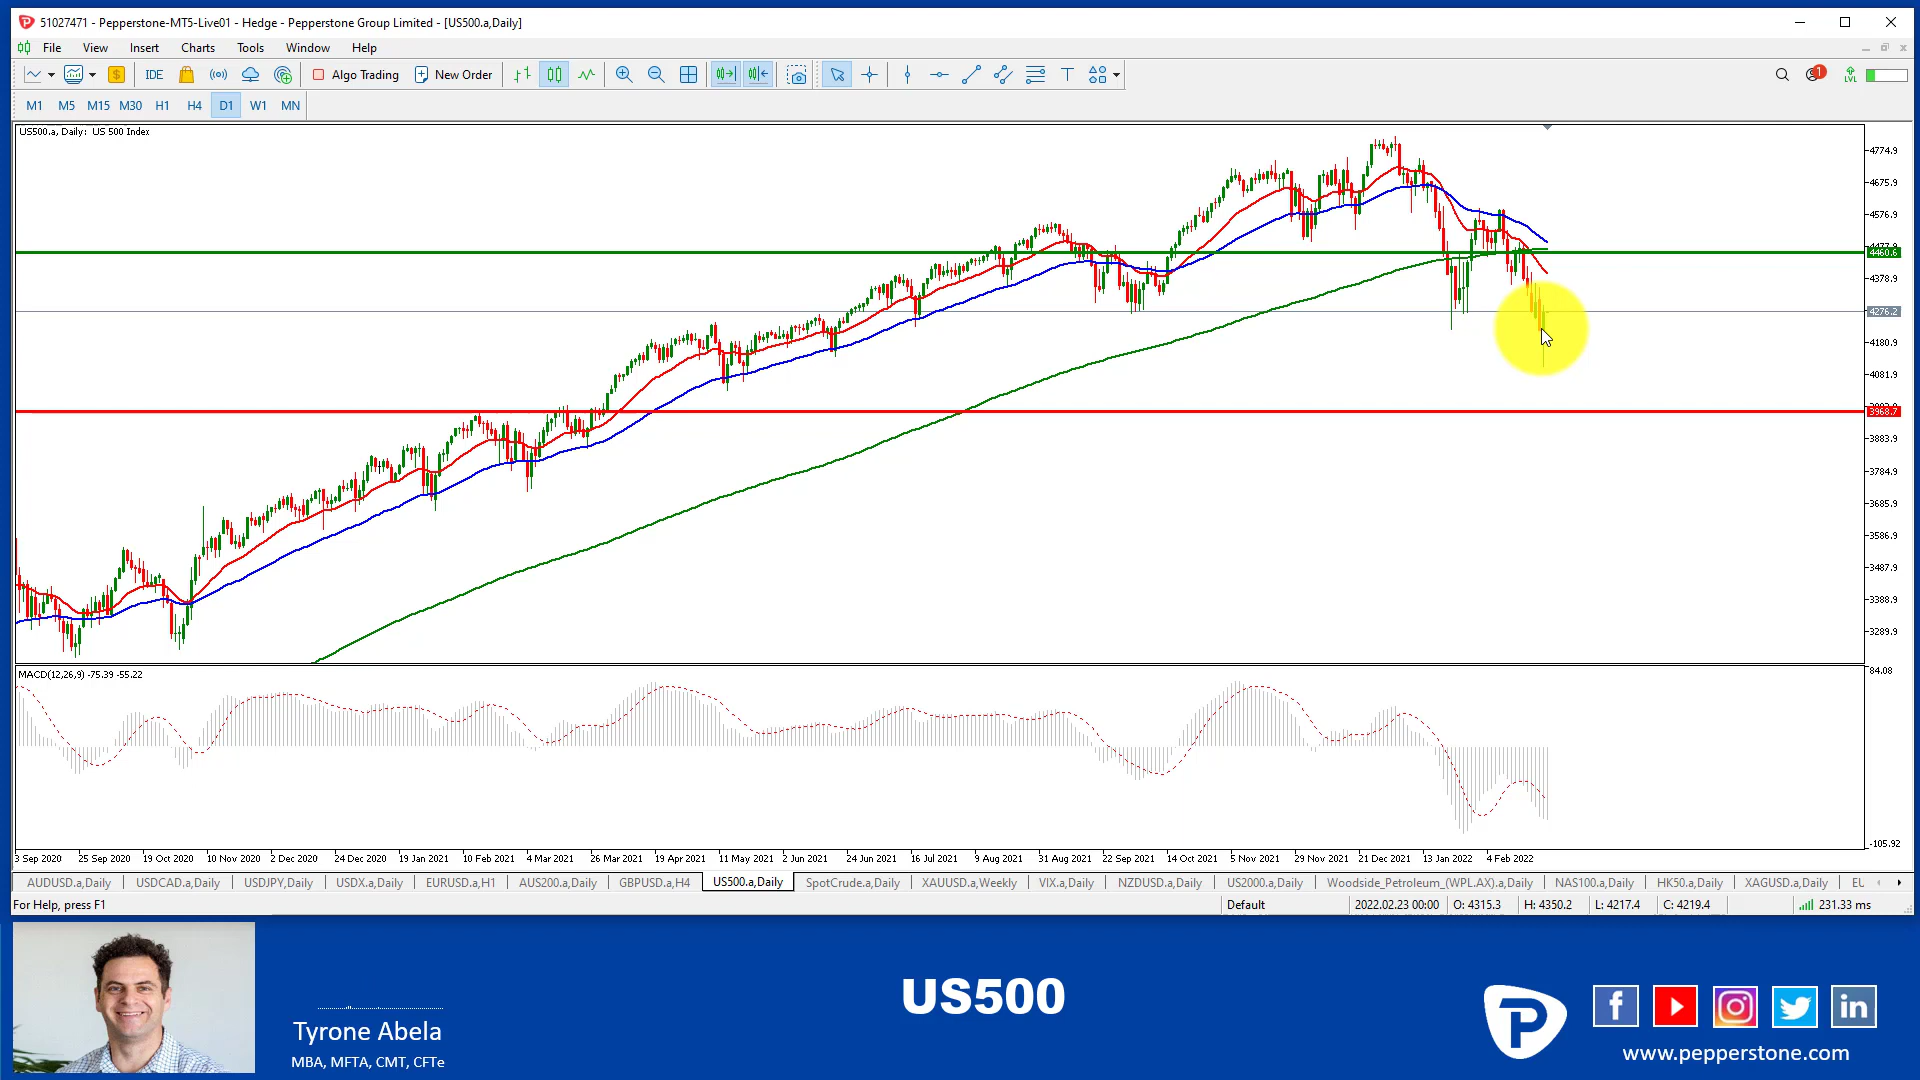 51027471 - Pepperstone-MT5-Live01 - Hedge - Pepperstone Group Limited - [US500.a,Daily]
File View Insert Charts Tools Window Help
IDE Algo Trading New Order 1 LVL
M1 M5 M15 M30 H1 H4 D1 W1 MN
US500.a, Daily: US 500 Index
4774.9
4675.9
4576.9
4460.6
4378.9
4276.2
4180.9
4081.9
3968.7
3883.9
3784.9
3685.9
3586.9
3487.9
3388.9
3289.9
MACD(12,26,9) -75.39 -55.22
84.08
-105.92
3 Sep 2020 25 Sep 2020 19 Oct 2020 10 Nov 2020 2 Dec 2020 24 Dec 2020 19 Jan 2021 10 Feb 2021 4 Mar 2021 26 Mar 2021 19 Apr 2021 11 May 2021 2 Jun 2021 24 Jun 2021 16 Jul 2021 9 Aug 2021 31 Aug 2021 22 Sep 2021 14 Oct 2021 5 Nov 2021 29 Nov 2021 21 Dec 2021 13 Jan 2022 4 Feb 2022
AUDUSD.a,Daily USDCAD.a,Daily USDJPY,Daily USDX.a,Daily EURUSD.a,H1 AUS200.a,Daily GBPUSD.a,H4 US500.a,Daily SpotCrude.a,Daily XAUUSD.a,Weekly VIX.a,Daily NZDUSD.a,Daily US2000.a,Daily Woodside_Petroleum_(WPL.AX).a,Daily NAS100.a,Daily HK50.a,Daily XAGUSD.a,Daily EU
For Help, press F1 Default 2022.02.23 00:00 O: 4315.3 H: 4350.2 L: 4217.4 C: 4219.4 231.33 ms
US500
Tyrone Abela
MBA, MFTA, CMT, CFTe
www.pepperstone.com